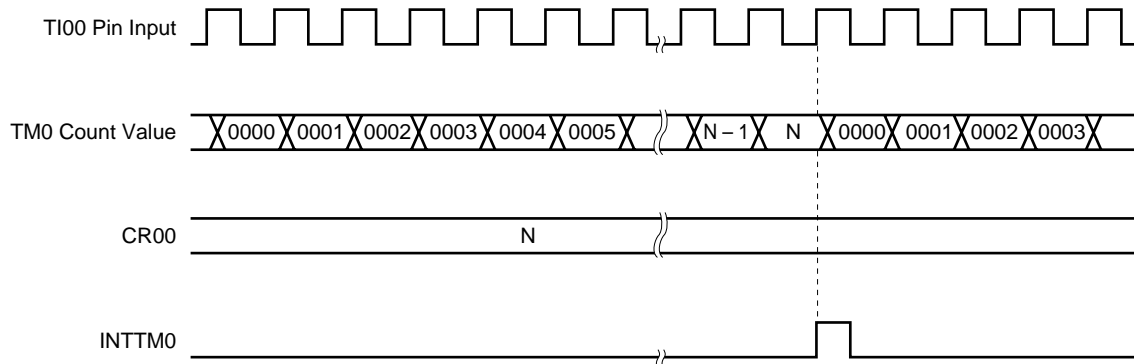 TI00 Pin Input
TM0 Count Value 0000 0001 0002 0003 0004 0005 N – 1 N 0000 0001 0002 0003
CR00 N
INTTM0